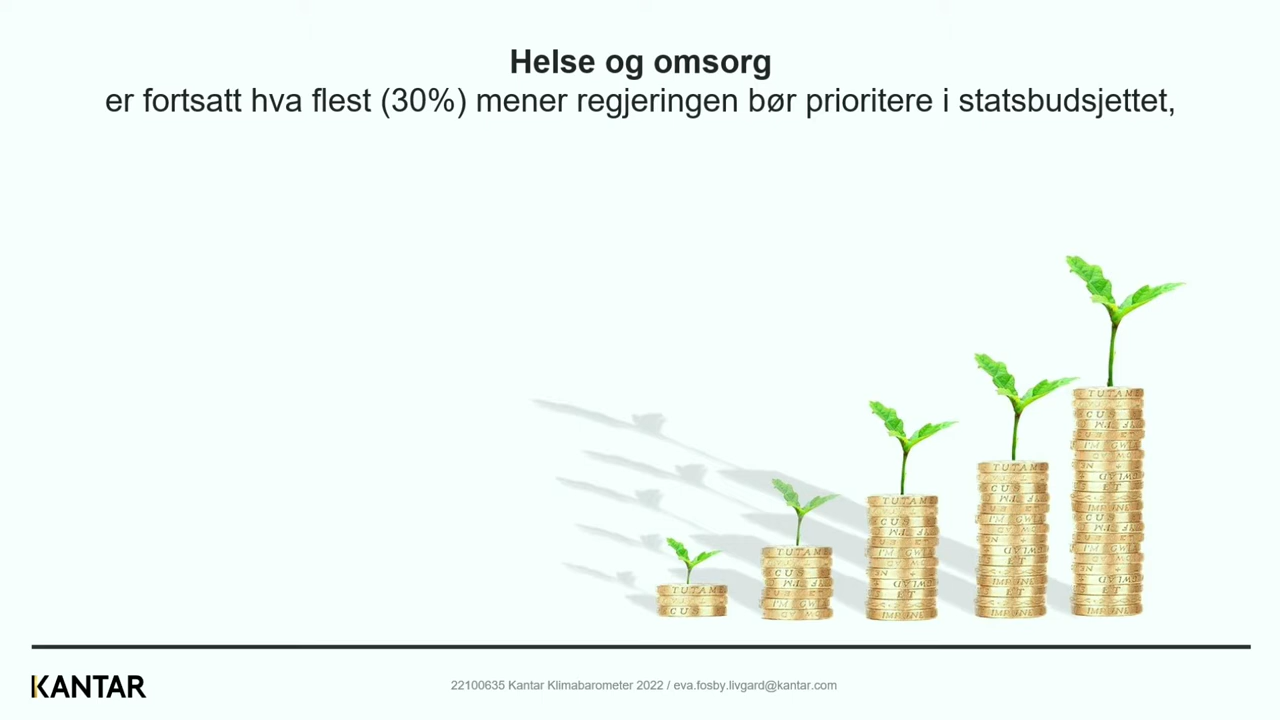 Helse og omsorg
er fortsatt hva flest (30%) mener regjeringen bør prioritere i statsbudsjettet,
KANTAR
22100635 Kantar Klimabarometer 2022 / eva.fosby.livgard@kantar.com